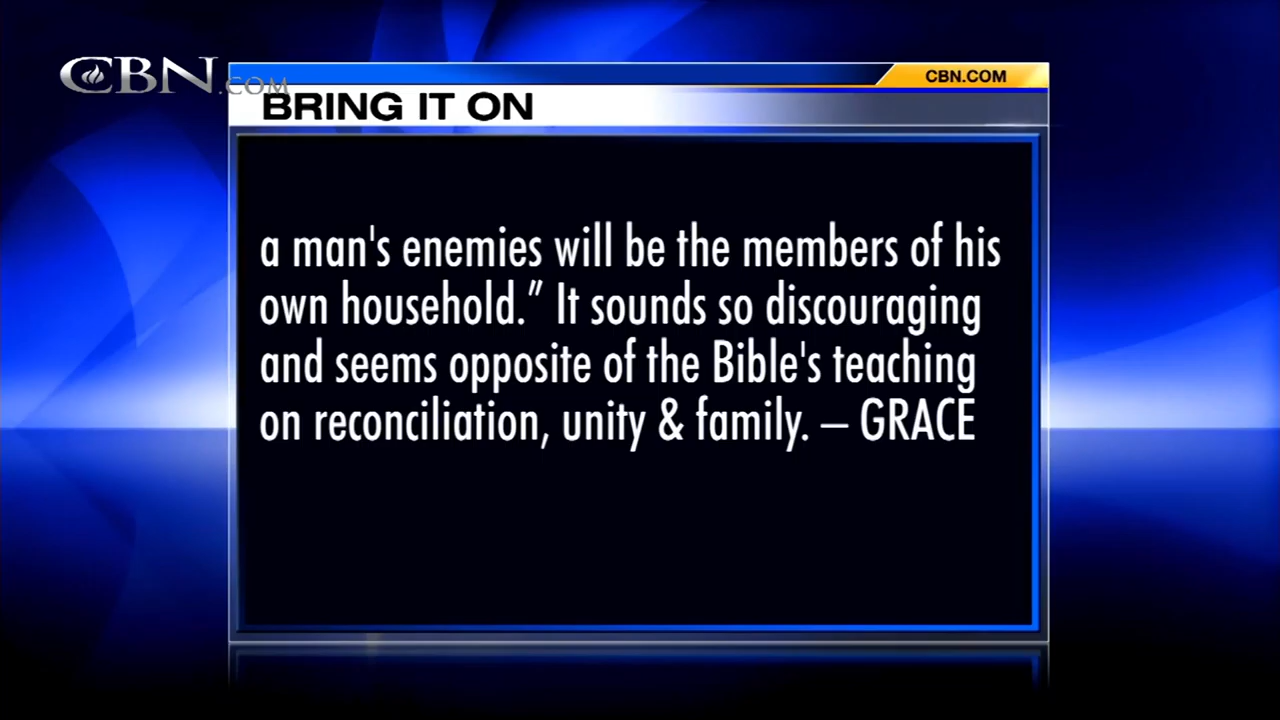 CBN.COM
CBN.COM
BRING IT ON
a man's enemies will be the members of his
own household.” It sounds so discouraging
and seems opposite of the Bible's teaching
on reconciliation, unity & family. – GRACE